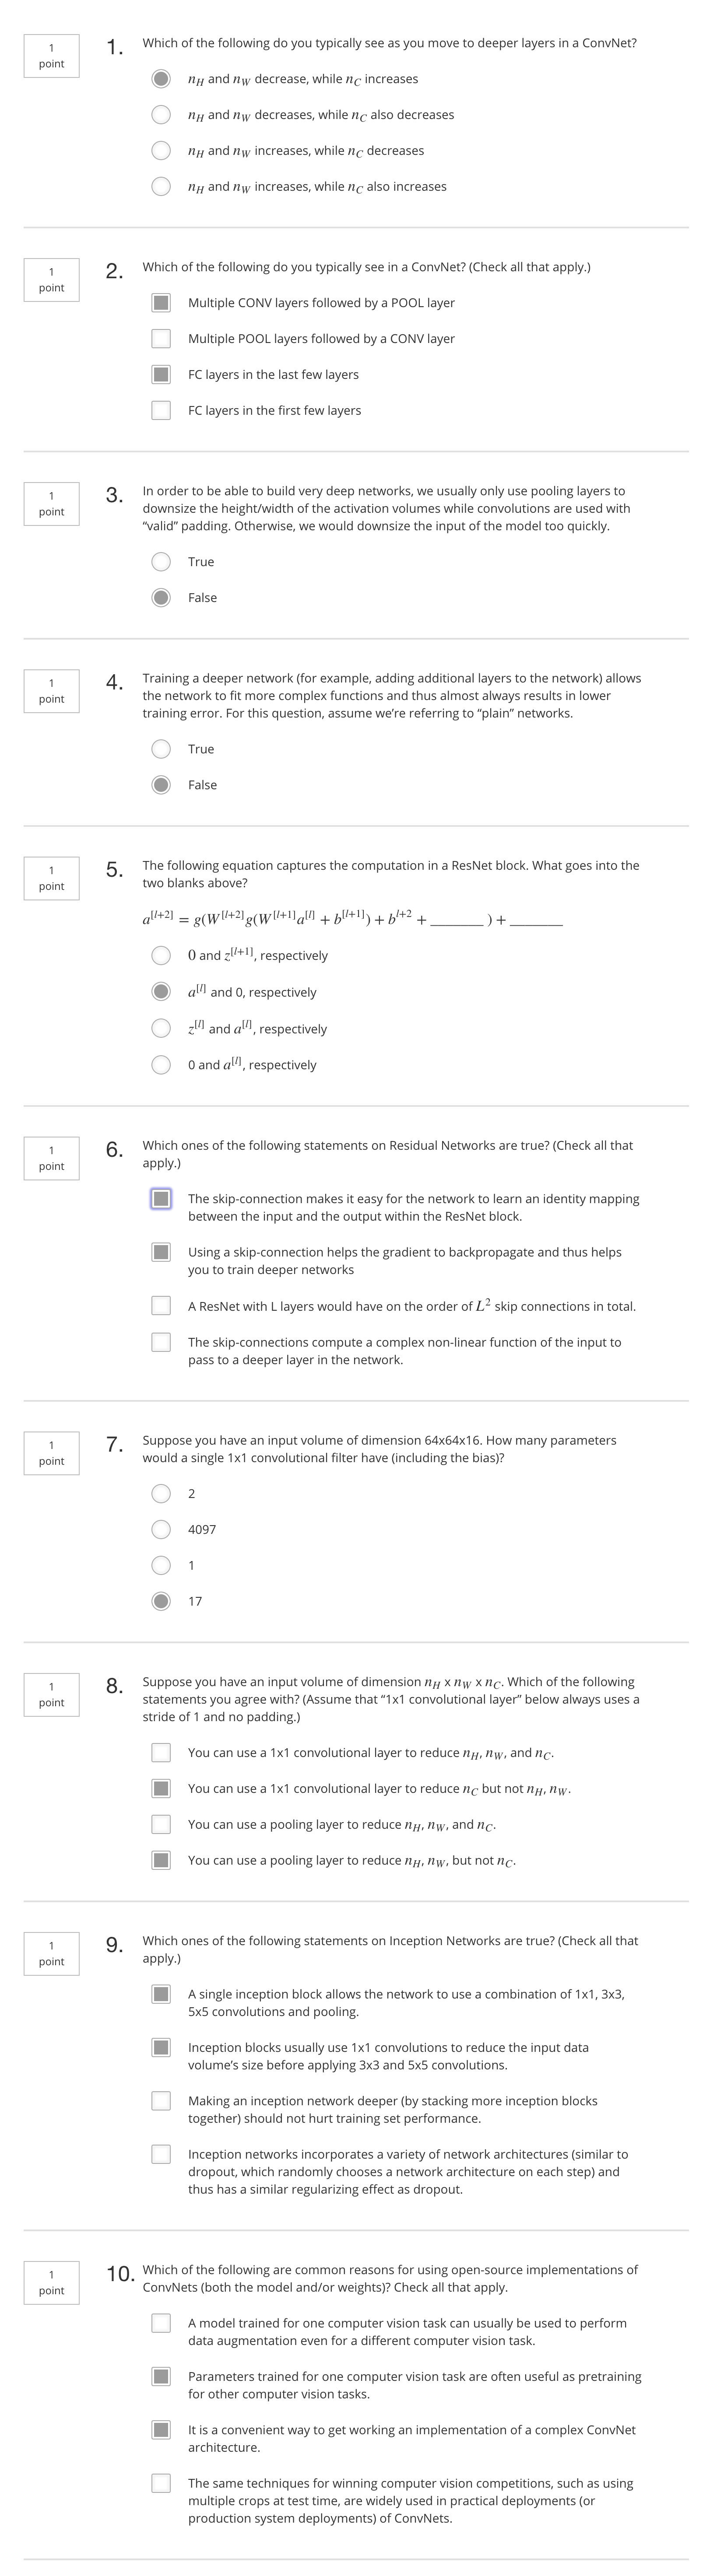 1
point
1. Which of the following do you typically see as you move to deeper layers in a ConvNet?
n_H and n_W decrease, while n_C increases
n_H and n_W decreases, while n_C also decreases
n_H and n_W increases, while n_C decreases
n_H and n_W increases, while n_C also increases
1
point
2. Which of the following do you typically see in a ConvNet? (Check all that apply.)
Multiple CONV layers followed by a POOL layer
Multiple POOL layers followed by a CONV layer
FC layers in the last few layers
FC layers in the first few layers
1
point
3. In order to be able to build very deep networks, we usually only use pooling layers to
downsize the height/width of the activation volumes while convolutions are used with
“valid” padding. Otherwise, we would downsize the input of the model too quickly.
True
False
1
point
4. Training a deeper network (for example, adding additional layers to the network) allows
the network to fit more complex functions and thus almost always results in lower
training error. For this question, assume we’re referring to “plain” networks.
True
False
1
point
5. The following equation captures the computation in a ResNet block. What goes into the
two blanks above?
a^[l+2] = g(W^[l+2]g(W^[l+1]a^[l] + b^[l+1]) + b^l+2 + _______ ) + _______
0 and z^[l+1], respectively
a^[l] and 0, respectively
z^[l] and a^[l], respectively
0 and a^[l], respectively
1
point
6. Which ones of the following statements on Residual Networks are true? (Check all that
apply.)
The skip-connection makes it easy for the network to learn an identity mapping
between the input and the output within the ResNet block.
Using a skip-connection helps the gradient to backpropagate and thus helps
you to train deeper networks
A ResNet with L layers would have on the order of L^2 skip connections in total.
The skip-connections compute a complex non-linear function of the input to
pass to a deeper layer in the network.
1
point
7. Suppose you have an input volume of dimension 64x64x16. How many parameters
would a single 1x1 convolutional filter have (including the bias)?
2
4097
1
17
1
point
8. Suppose you have an input volume of dimension n_H x n_W x n_C. Which of the following
statements you agree with? (Assume that “1x1 convolutional layer” below always uses a
stride of 1 and no padding.)
You can use a 1x1 convolutional layer to reduce n_H, n_W, and n_C.
You can use a 1x1 convolutional layer to reduce n_C but not n_H, n_W.
You can use a pooling layer to reduce n_H, n_W, and n_C.
You can use a pooling layer to reduce n_H, n_W, but not n_C.
1
point
9. Which ones of the following statements on Inception Networks are true? (Check all that
apply.)
A single inception block allows the network to use a combination of 1x1, 3x3,
5x5 convolutions and pooling.
Inception blocks usually use 1x1 convolutions to reduce the input data
volume’s size before applying 3x3 and 5x5 convolutions.
Making an inception network deeper (by stacking more inception blocks
together) should not hurt training set performance.
Inception networks incorporates a variety of network architectures (similar to
dropout, which randomly chooses a network architecture on each step) and
thus has a similar regularizing effect as dropout.
1
point
10. Which of the following are common reasons for using open-source implementations of
ConvNets (both the model and/or weights)? Check all that apply.
A model trained for one computer vision task can usually be used to perform
data augmentation even for a different computer vision task.
Parameters trained for one computer vision task are often useful as pretraining
for other computer vision tasks.
It is a convenient way to get working an implementation of a complex ConvNet
architecture.
The same techniques for winning computer vision competitions, such as using
multiple crops at test time, are widely used in practical deployments (or
production system deployments) of ConvNets.